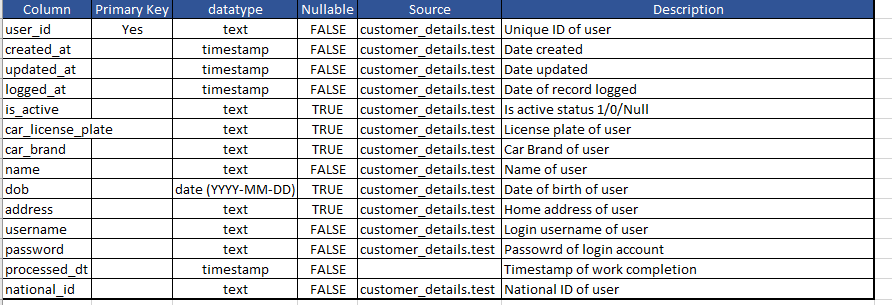 Column Primary Key datatype Nullable Source Description
user_id Yes text FALSE customer_details.test Unique ID of user
created_at timestamp FALSE customer_details.test Date created
updated_at timestamp FALSE customer_details.test Date updated
logged_at timestamp FALSE customer_details.test Date of record logged
is_active text TRUE customer_details.test Is active status 1/0/Null
car_license_plate text TRUE customer_details.test License plate of user
car_brand text TRUE customer_details.test Car Brand of user
name text FALSE customer_details.test Name of user
dob date (YYYY-MM-DD) TRUE customer_details.test Date of birth of user
address text TRUE customer_details.test Home address of user
username text FALSE customer_details.test Login username of user
password text FALSE customer_details.test Passowrd of login account
processed_dt timestamp FALSE Timestamp of work completion
national_id text FALSE customer_details.test National ID of user